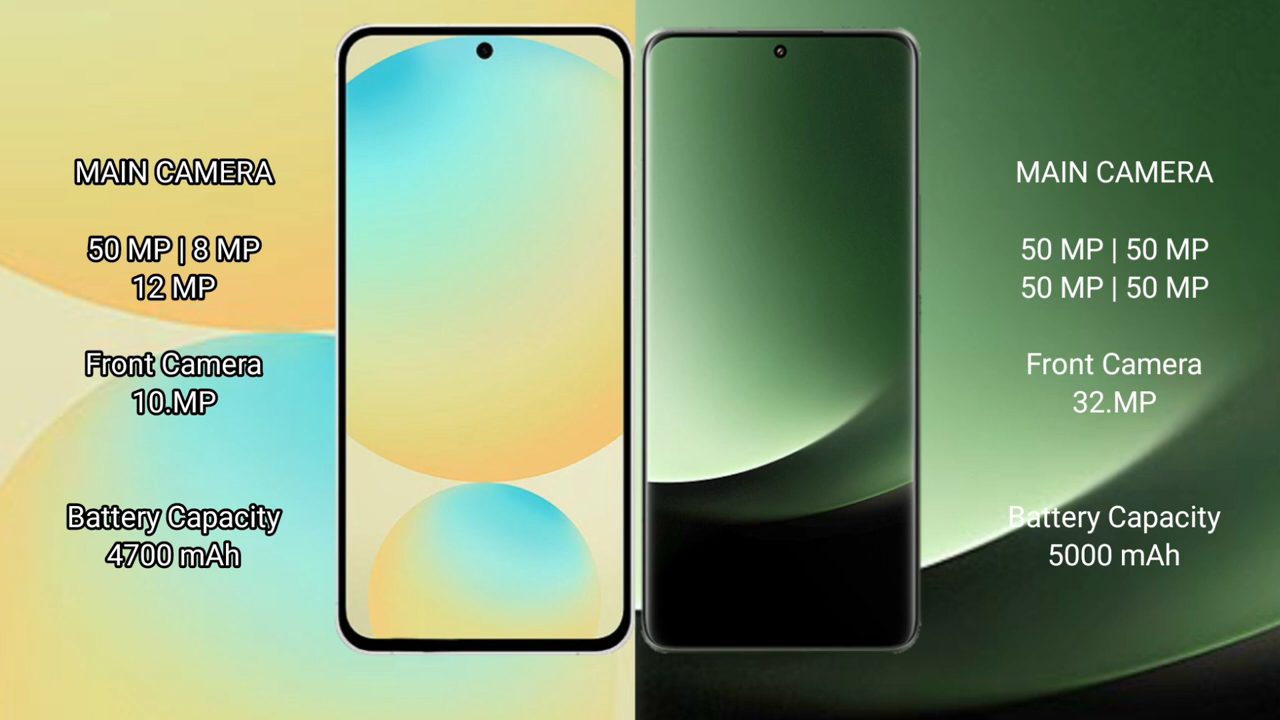 MAIN CAMERA
50 MP | 8 MP
12 MP
Front Camera
10.MP
Battery Capacity
4700 mAh
MAIN CAMERA
50 MP | 50 MP
50 MP | 50 MP
Front Camera
32.MP
Battery Capacity
5000 mAh